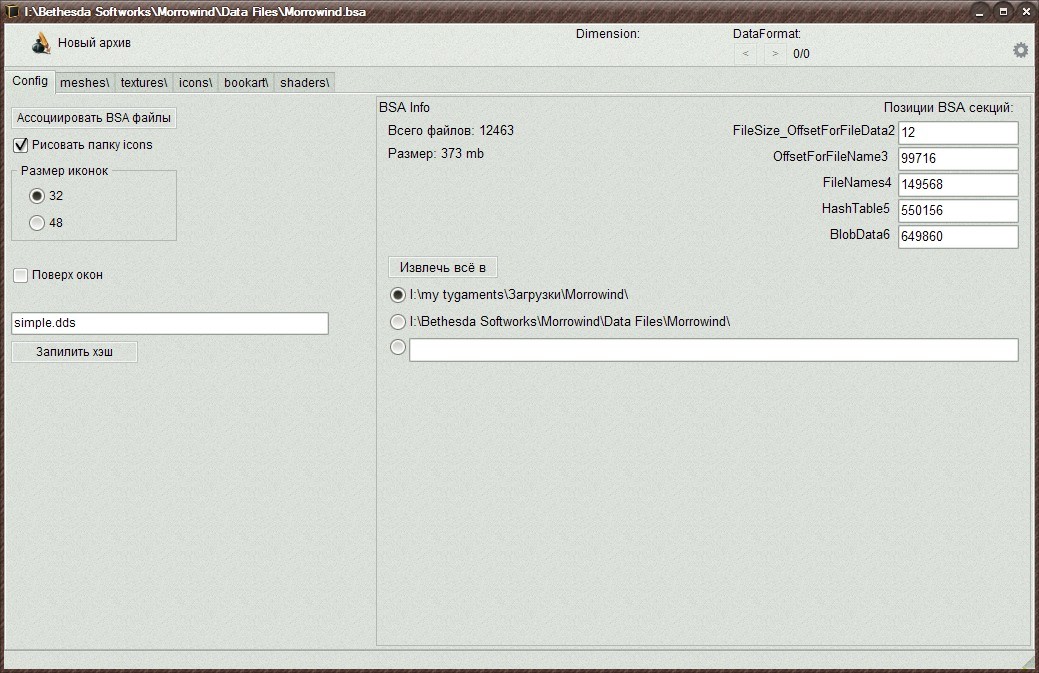 I:\Bethesda Softworks\Morrowind\Data Files\Morrowind.bsa
Новый архив
Dimension:
DataFormat:
< > 0/0
Config meshes\ textures\ icons\ bookart\ shaders\
Ассоциировать BSA файлы
Рисовать папку icons
Размер иконок
32
48
Поверх окон
simple.dds
Запилить хэш
BSA Info
Всего файлов: 12463
Размер: 373 mb
Позиции BSA секций:
FileSize_OffsetForFileData2 12
OffsetForFileName3 99716
FileNames4 149568
HashTable5 550156
BlobData6 649860
Извлечь всё в
I:\my tygaments\Загрузки\Morrowind\
I:\Bethesda Softworks\Morrowind\Data Files\Morrowind\